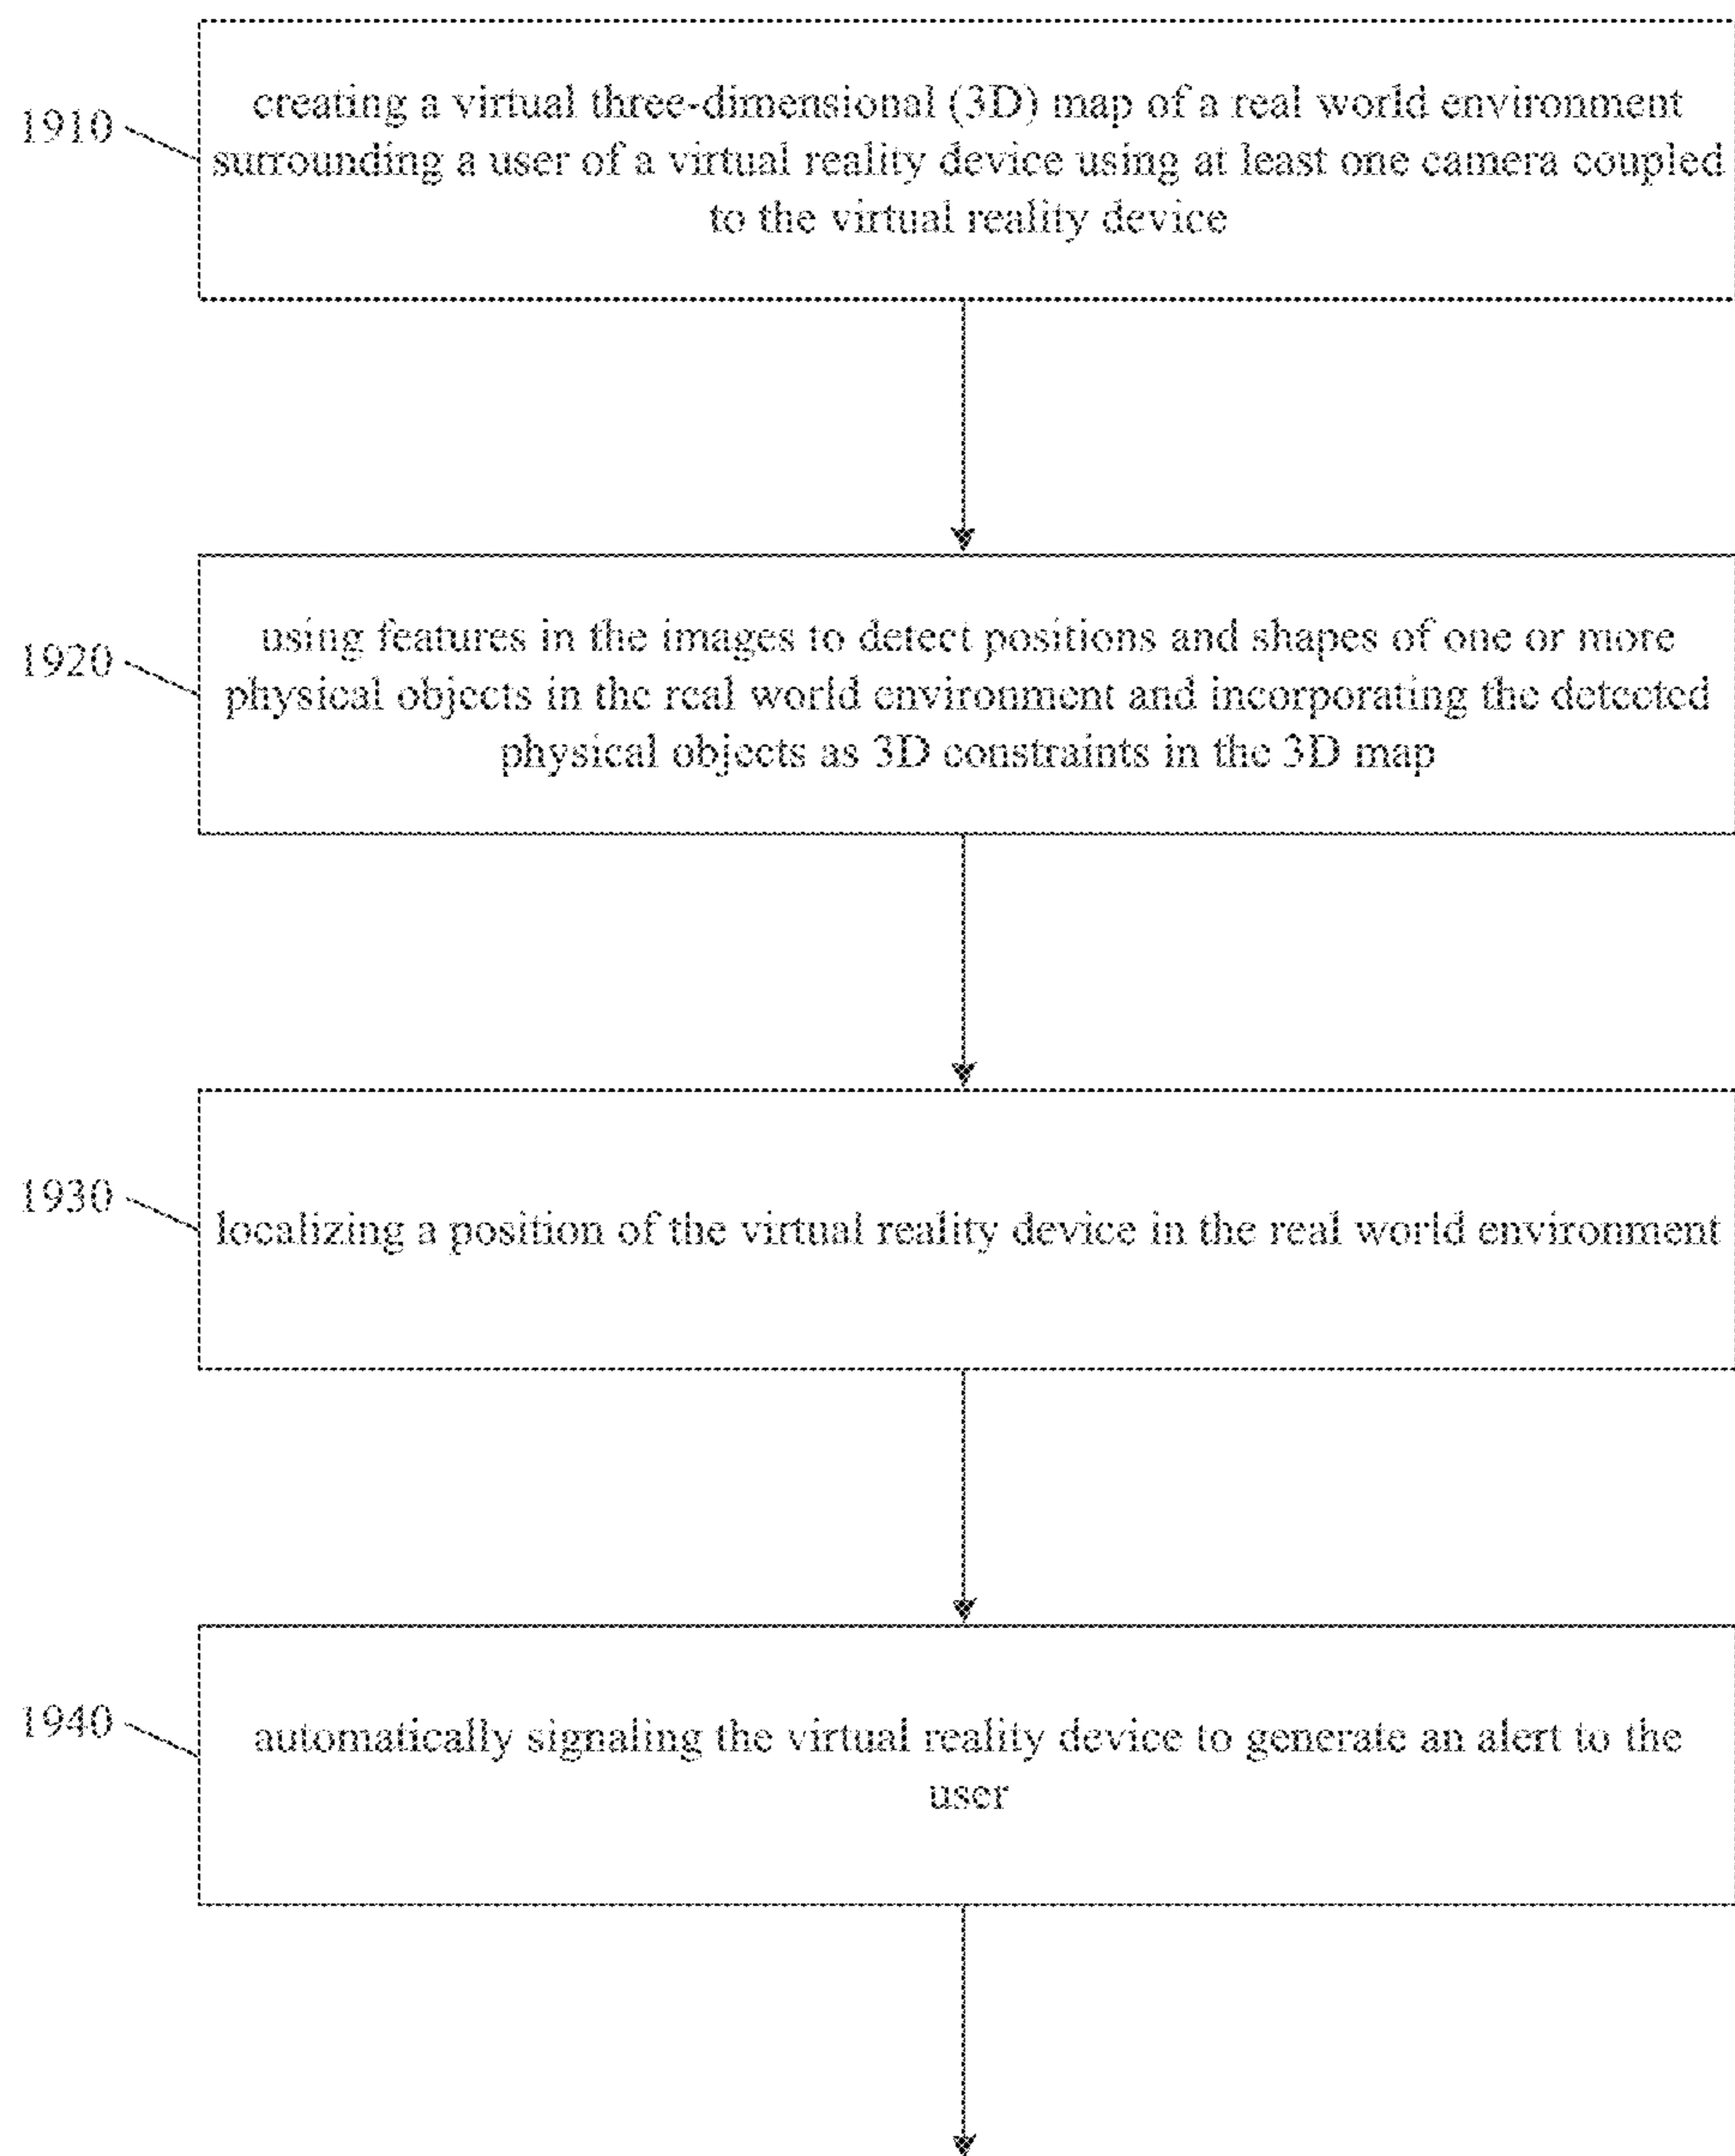 1910
creating a virtual three-dimensional (3D) map of a real world environment
surrounding a user of a virtual reality device using at least one camera coupled
to the virtual reality device
1920
using features in the images to detect positions and shapes of one or more
physical objects in the real world environment and incorporating the detected
physical objects as 3D constraints in the 3D map
1930
localizing a position of the virtual reality device in the real world environment
1940
automatically signaling the virtual reality device to generate an alert to the
user